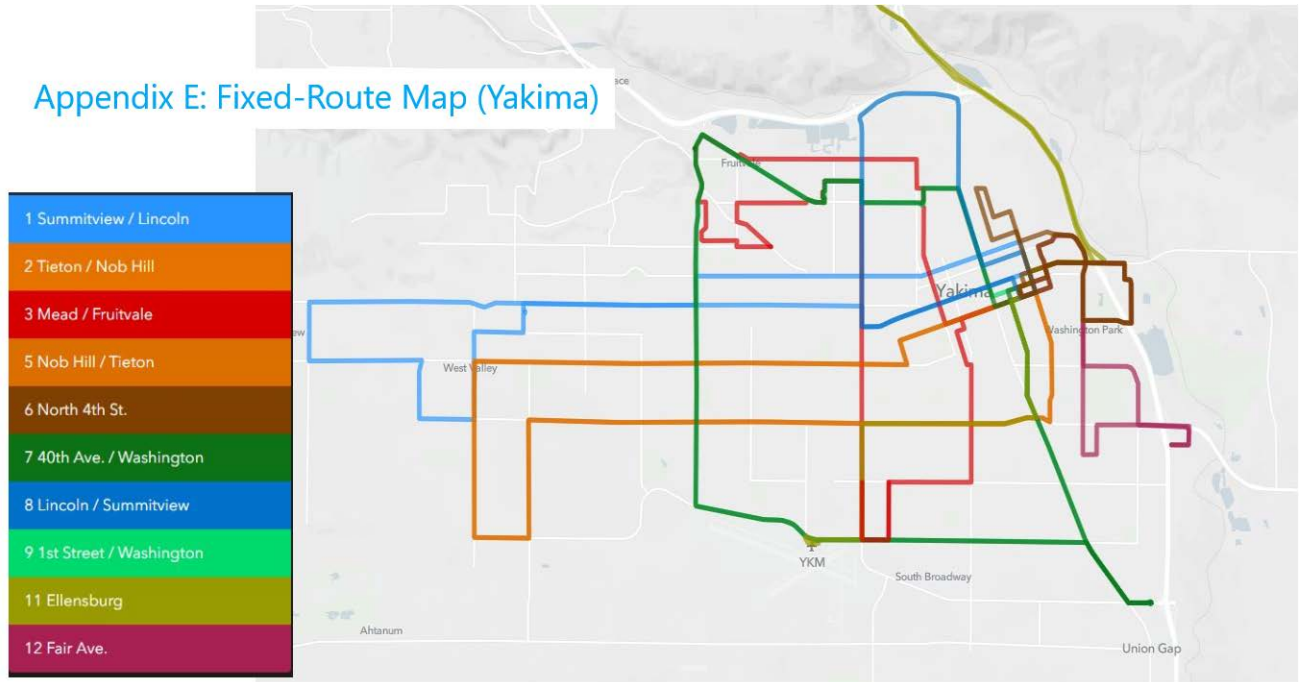 Appendix E: Fixed-Route Map (Yakima)
ace
Fruitvale
1 Summitview / Lincoln
2 Tieton / Nob Hill
3 Mead / Fruitvale
5 Nob Hill / Tieton
6 North 4th St.
7 40th Ave. / Washington
8 Lincoln / Summitview
9 1st Street / Washington
11 Ellensburg
12 Fair Ave.
Yakima
Washington Park
ew
West Valley
YKM
South Broadway
Ahtanum
Union Gap